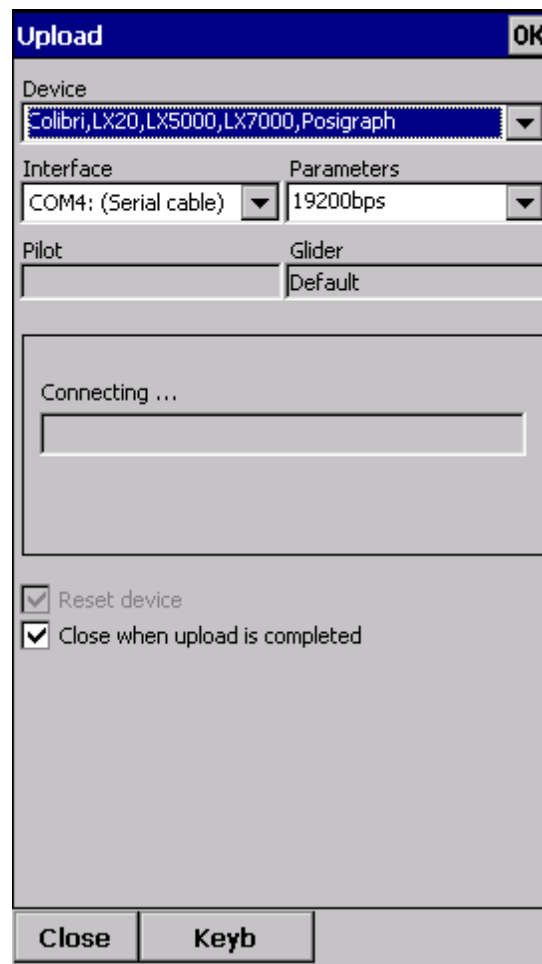 Upload OK
Device
Colibri,LX20,LX5000,LX7000,Posigraph
Interface Parameters
COM4: (Serial cable) 19200bps
Pilot Glider
Default
Connecting ...
Reset device
Close when upload is completed
Close Keyb